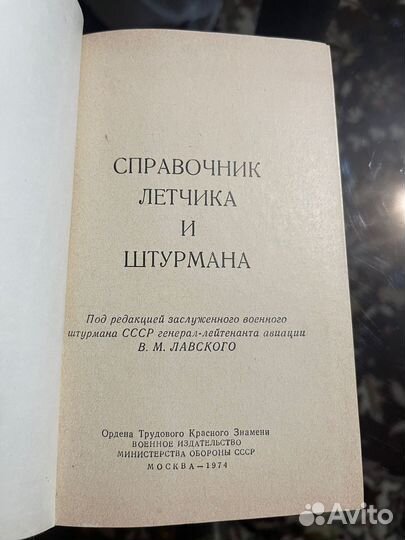 СПРАВОЧНИК
ЛЕТЧИКА
И
ШТУРМАНА
Под редакцией заслуженного военного
штурмана СССР генерал-лейтенанта авиации
В. М. ЛАВСКОГО
Ордена Трудового Красного Знамени
ВОЕННОЕ ИЗДАТЕЛЬСТВО
МИНИСТЕРСТВА ОБОРОНЫ СССР
МОСКВА—1974
Avito